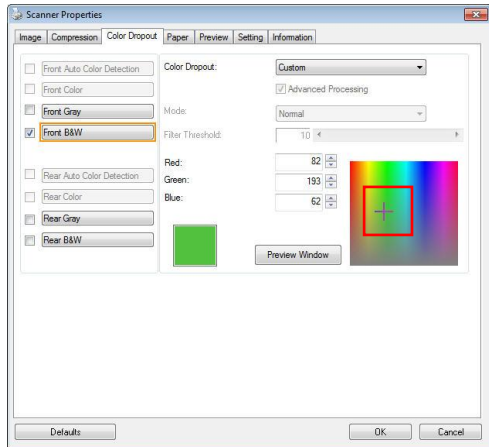 Scanner Properties
Image Compression Color Dropout Paper Preview Setting Information
Front Auto Color Detection
Front Color
Front Gray
Front B&W
Rear Auto Color Detection
Rear Color
Rear Gray
Rear B&W
Color Dropout: Custom
Advanced Processing
Mode: Normal
Filter Threshold: 10
Red: 82
Green: 193
Blue: 62
Preview Window
Defaults OK Cancel